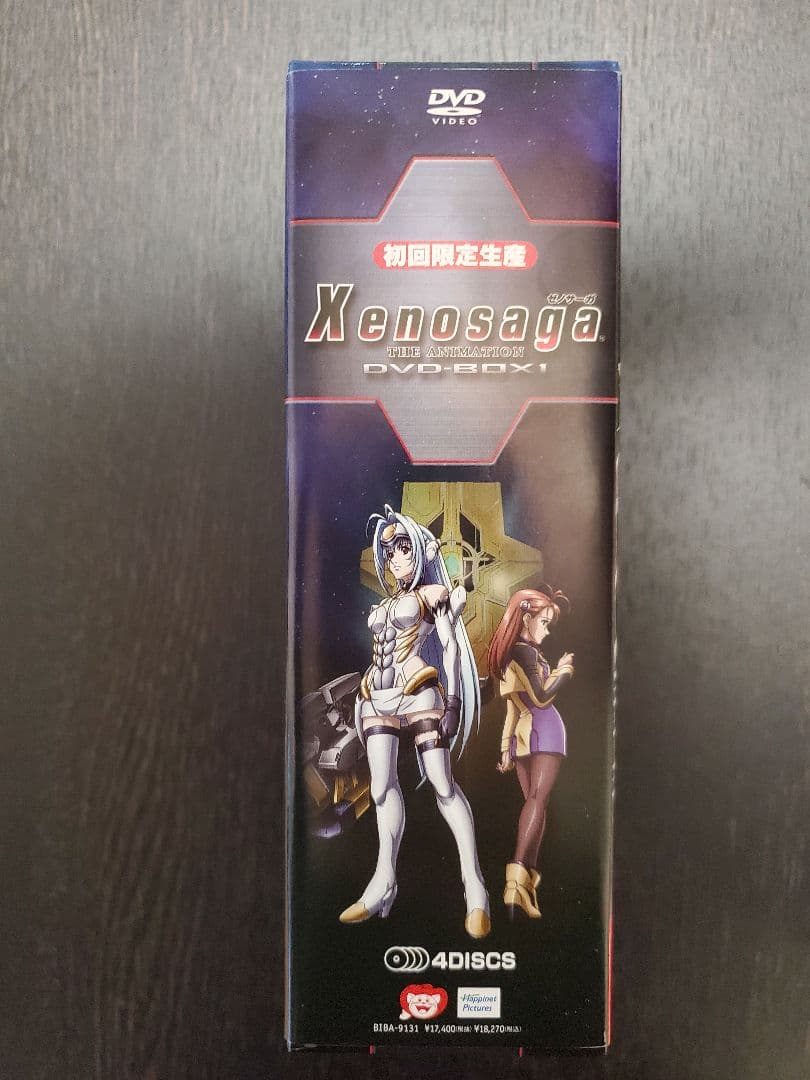 DVD
VIDEO
初回限定生産
ゼノサーガ
Xenosaga®
THE ANIMATION
DVD-BOX1
4DISCS
Happinet
Pictures
BIBA-9131 ¥17,400(税抜) ¥18,270(税込)